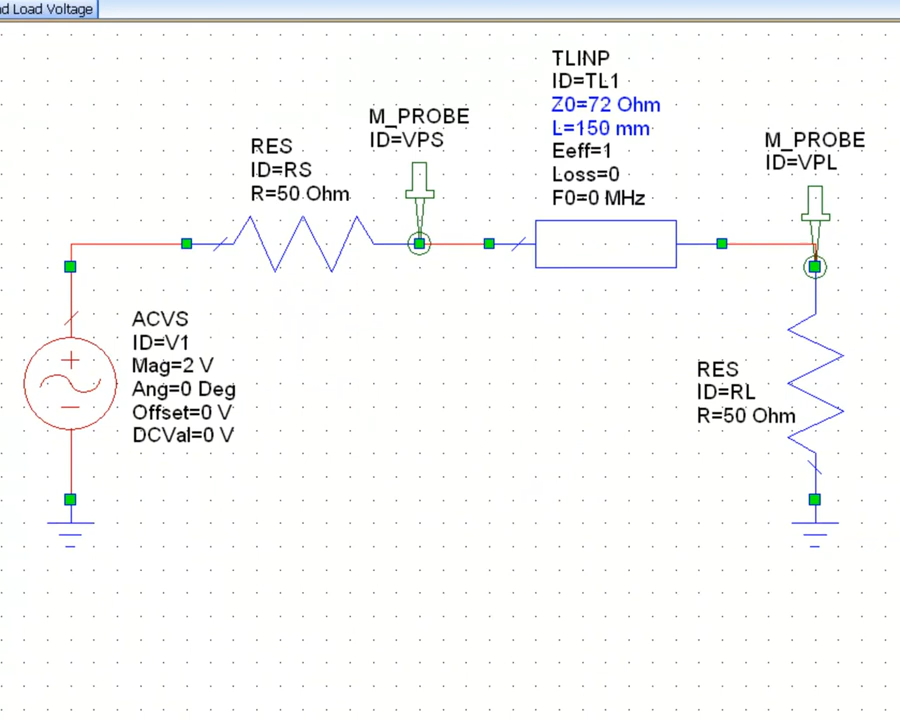 d Load Voltage
TLINP
ID=TL1
Z0=72 Ohm
L=150 mm
Eeff=1
Loss=0
F0=0 MHz
M_PROBE
ID=VPS
M_PROBE
ID=VPL
RES
ID=RS
R=50 Ohm
ACVS
ID=V1
Mag=2 V
Ang=0 Deg
Offset=0 V
DCVal=0 V
RES
ID=RL
R=50 Ohm